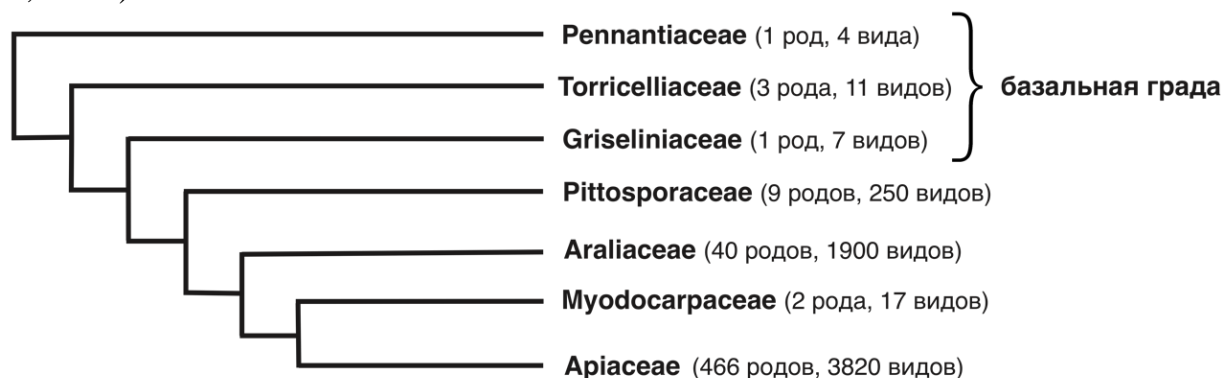 Pennantiaceae (1 род, 4 вида)
Torricelliaceae (3 рода, 11 видов)
базальная града
Griseliniaceae (1 род, 7 видов)
Pittosporaceae (9 родов, 250 видов)
Araliaceae (40 родов, 1900 видов)
Myodocarpaceae (2 рода, 17 видов)
Apiaceae (466 родов, 3820 видов)